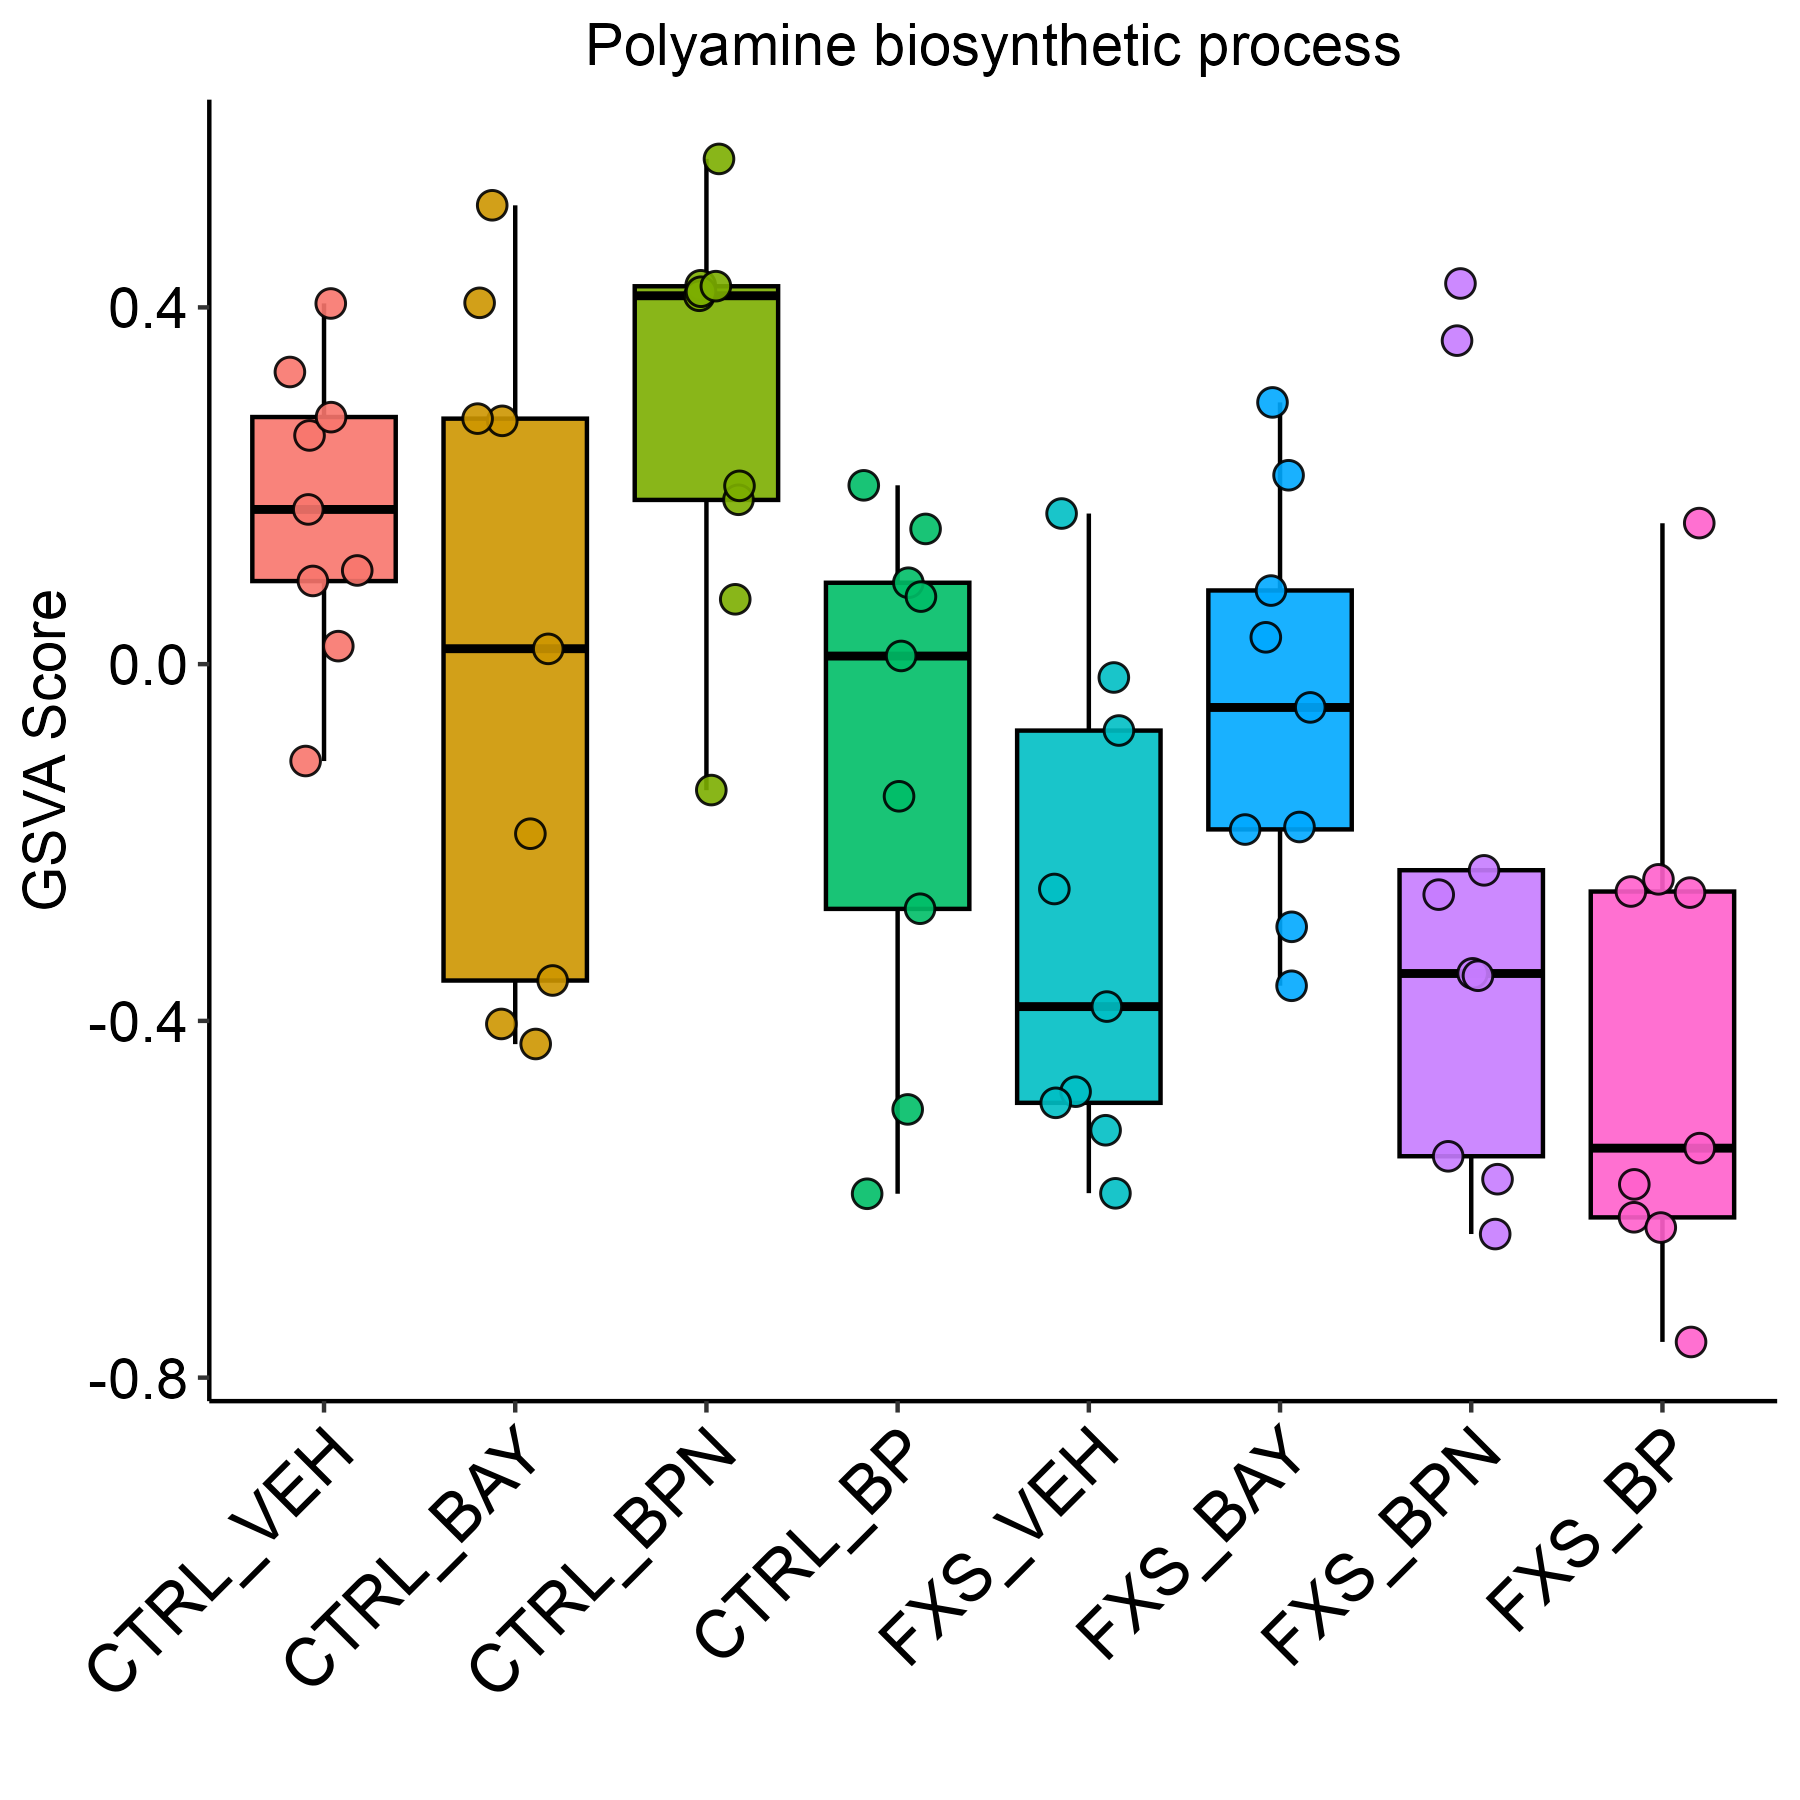 Polyamine biosynthetic process
GSVA Score
0.4
0.0
-0.4
-0.8
CTRL_VEH
CTRL_BAY
CTRL_BPN
CTRL_BP
FXS_VEH
FXS_BAY
FXS_BPN
FXS_BP